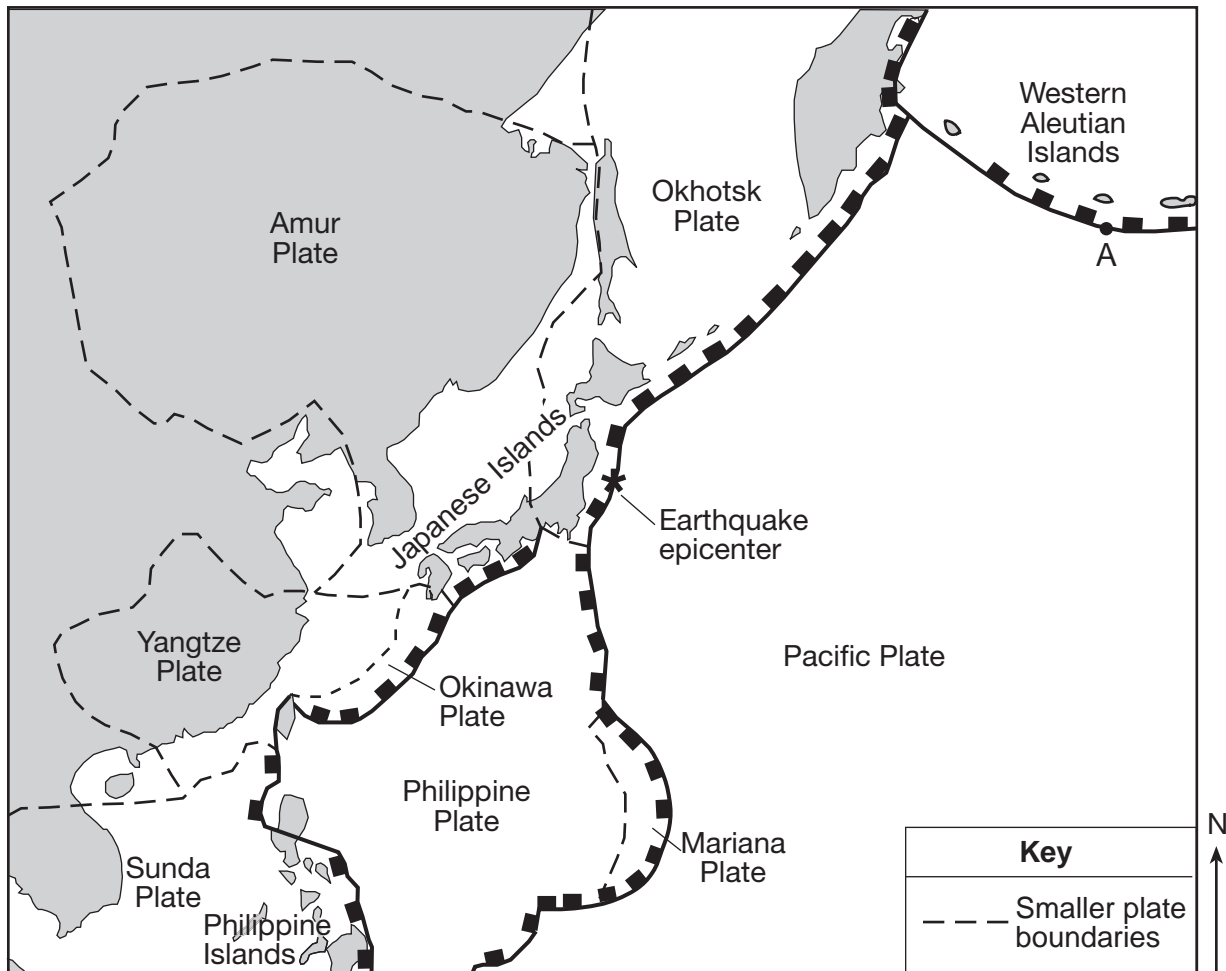 Western
Aleutian
Islands
Okhotsk
Plate
Amur
Plate
A
Japanese Islands
Earthquake
epicenter
Yangtze
Plate
Pacific Plate
Okinawa
Plate
Philippine
Plate
Mariana
Plate
Sunda
Plate
Philippine
Islands
N
Key
Smaller plate
boundaries